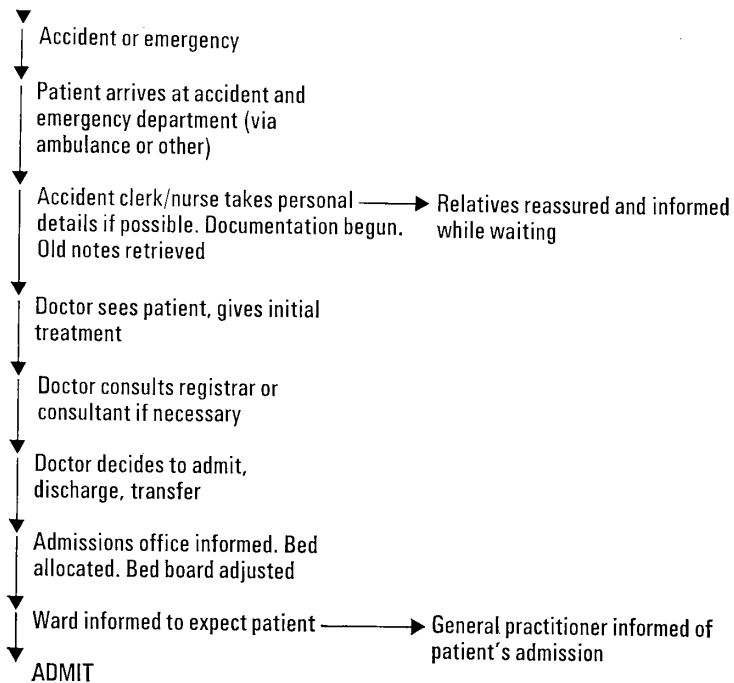 Accident or emergency
Patient arrives at accident and
emergency department (via
ambulance or other)
Accident clerk/nurse takes personal
details if possible. Documentation begun.
Old notes retrieved
Relatives reassured and informed
while waiting
Doctor sees patient, gives initial
treatment
Doctor consults registrar or
consultant if necessary
Doctor decides to admit,
discharge, transfer
Admissions office informed. Bed
allocated. Bed board adjusted
Ward informed to expect patient
General practitioner informed of
patient's admission
ADMIT